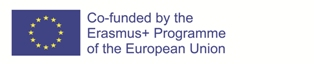 Co-funded by the
Erasmus+ Programme
of the European Union